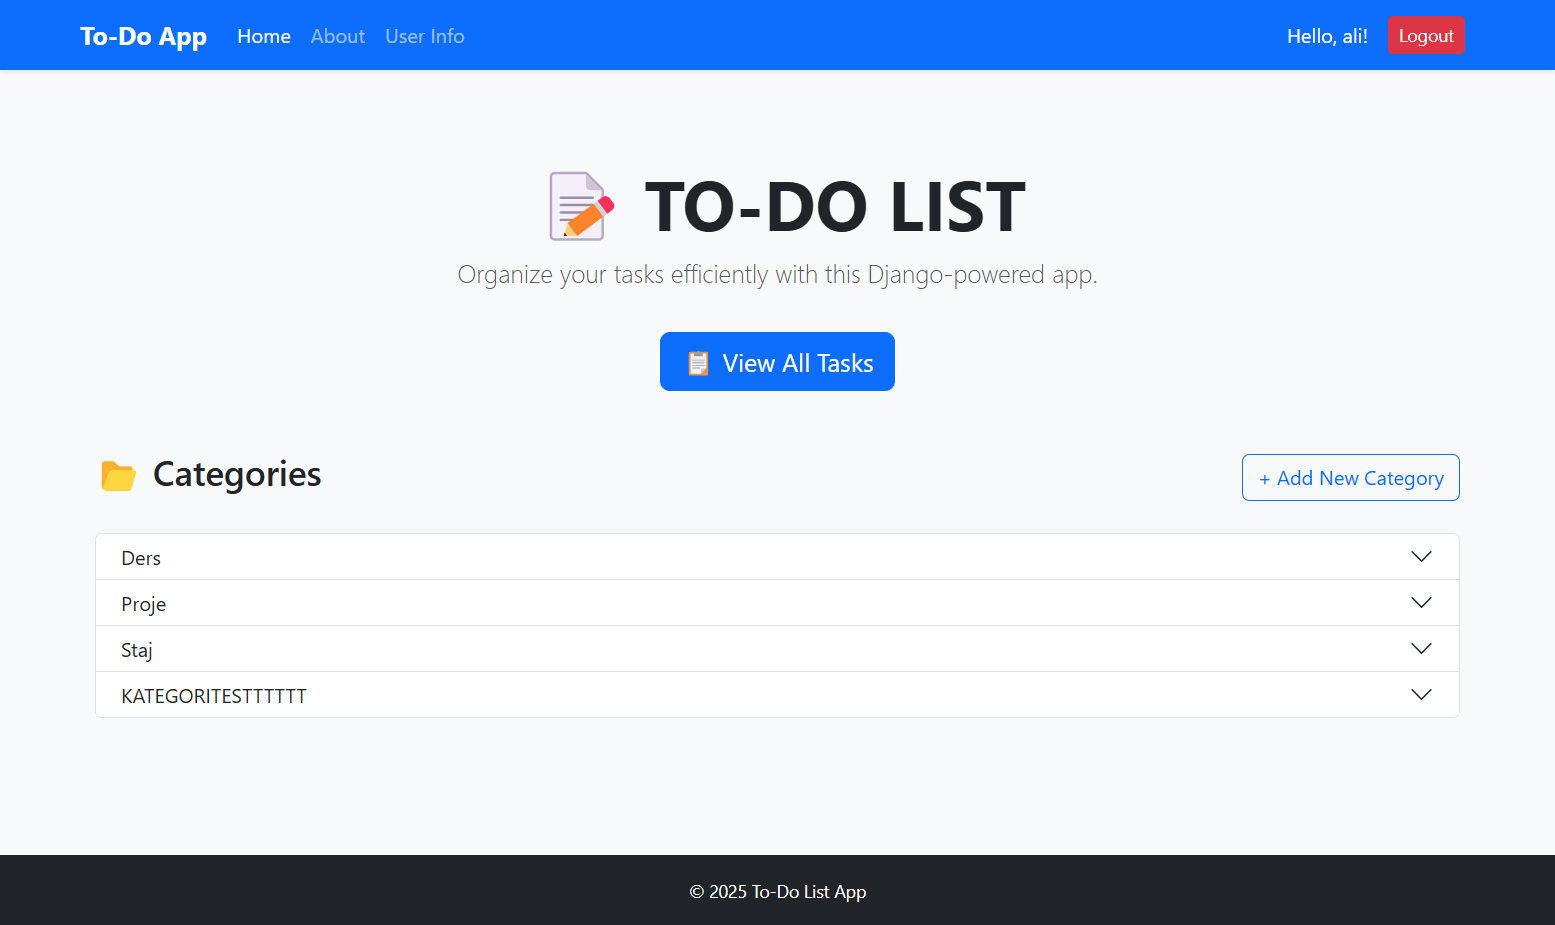 To-Do App Home About User Info Hello, ali! Logout
TO-DO LIST
Organize your tasks efficiently with this Django-powered app.
View All Tasks
Categories
+ Add New Category
Ders
Proje
Staj
KATEGORITESTTTTTT
© 2025 To-Do List App